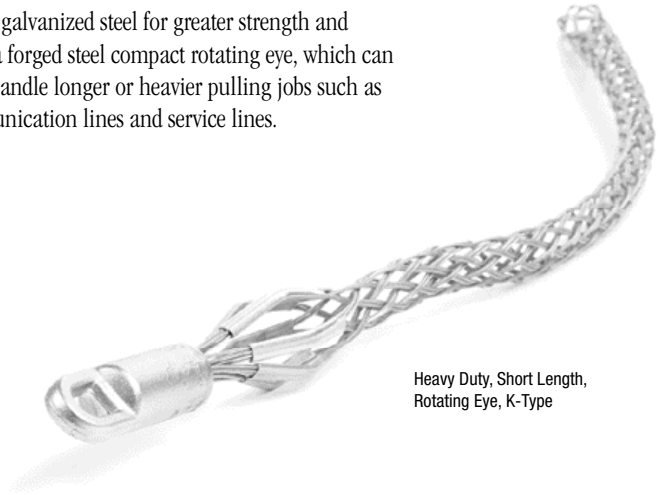 galvanized steel for greater strength and
a forged steel compact rotating eye, which can
andle longer or heavier pulling jobs such as
unication lines and service lines.
Heavy Duty, Short Length,
Rotating Eye, K-Type